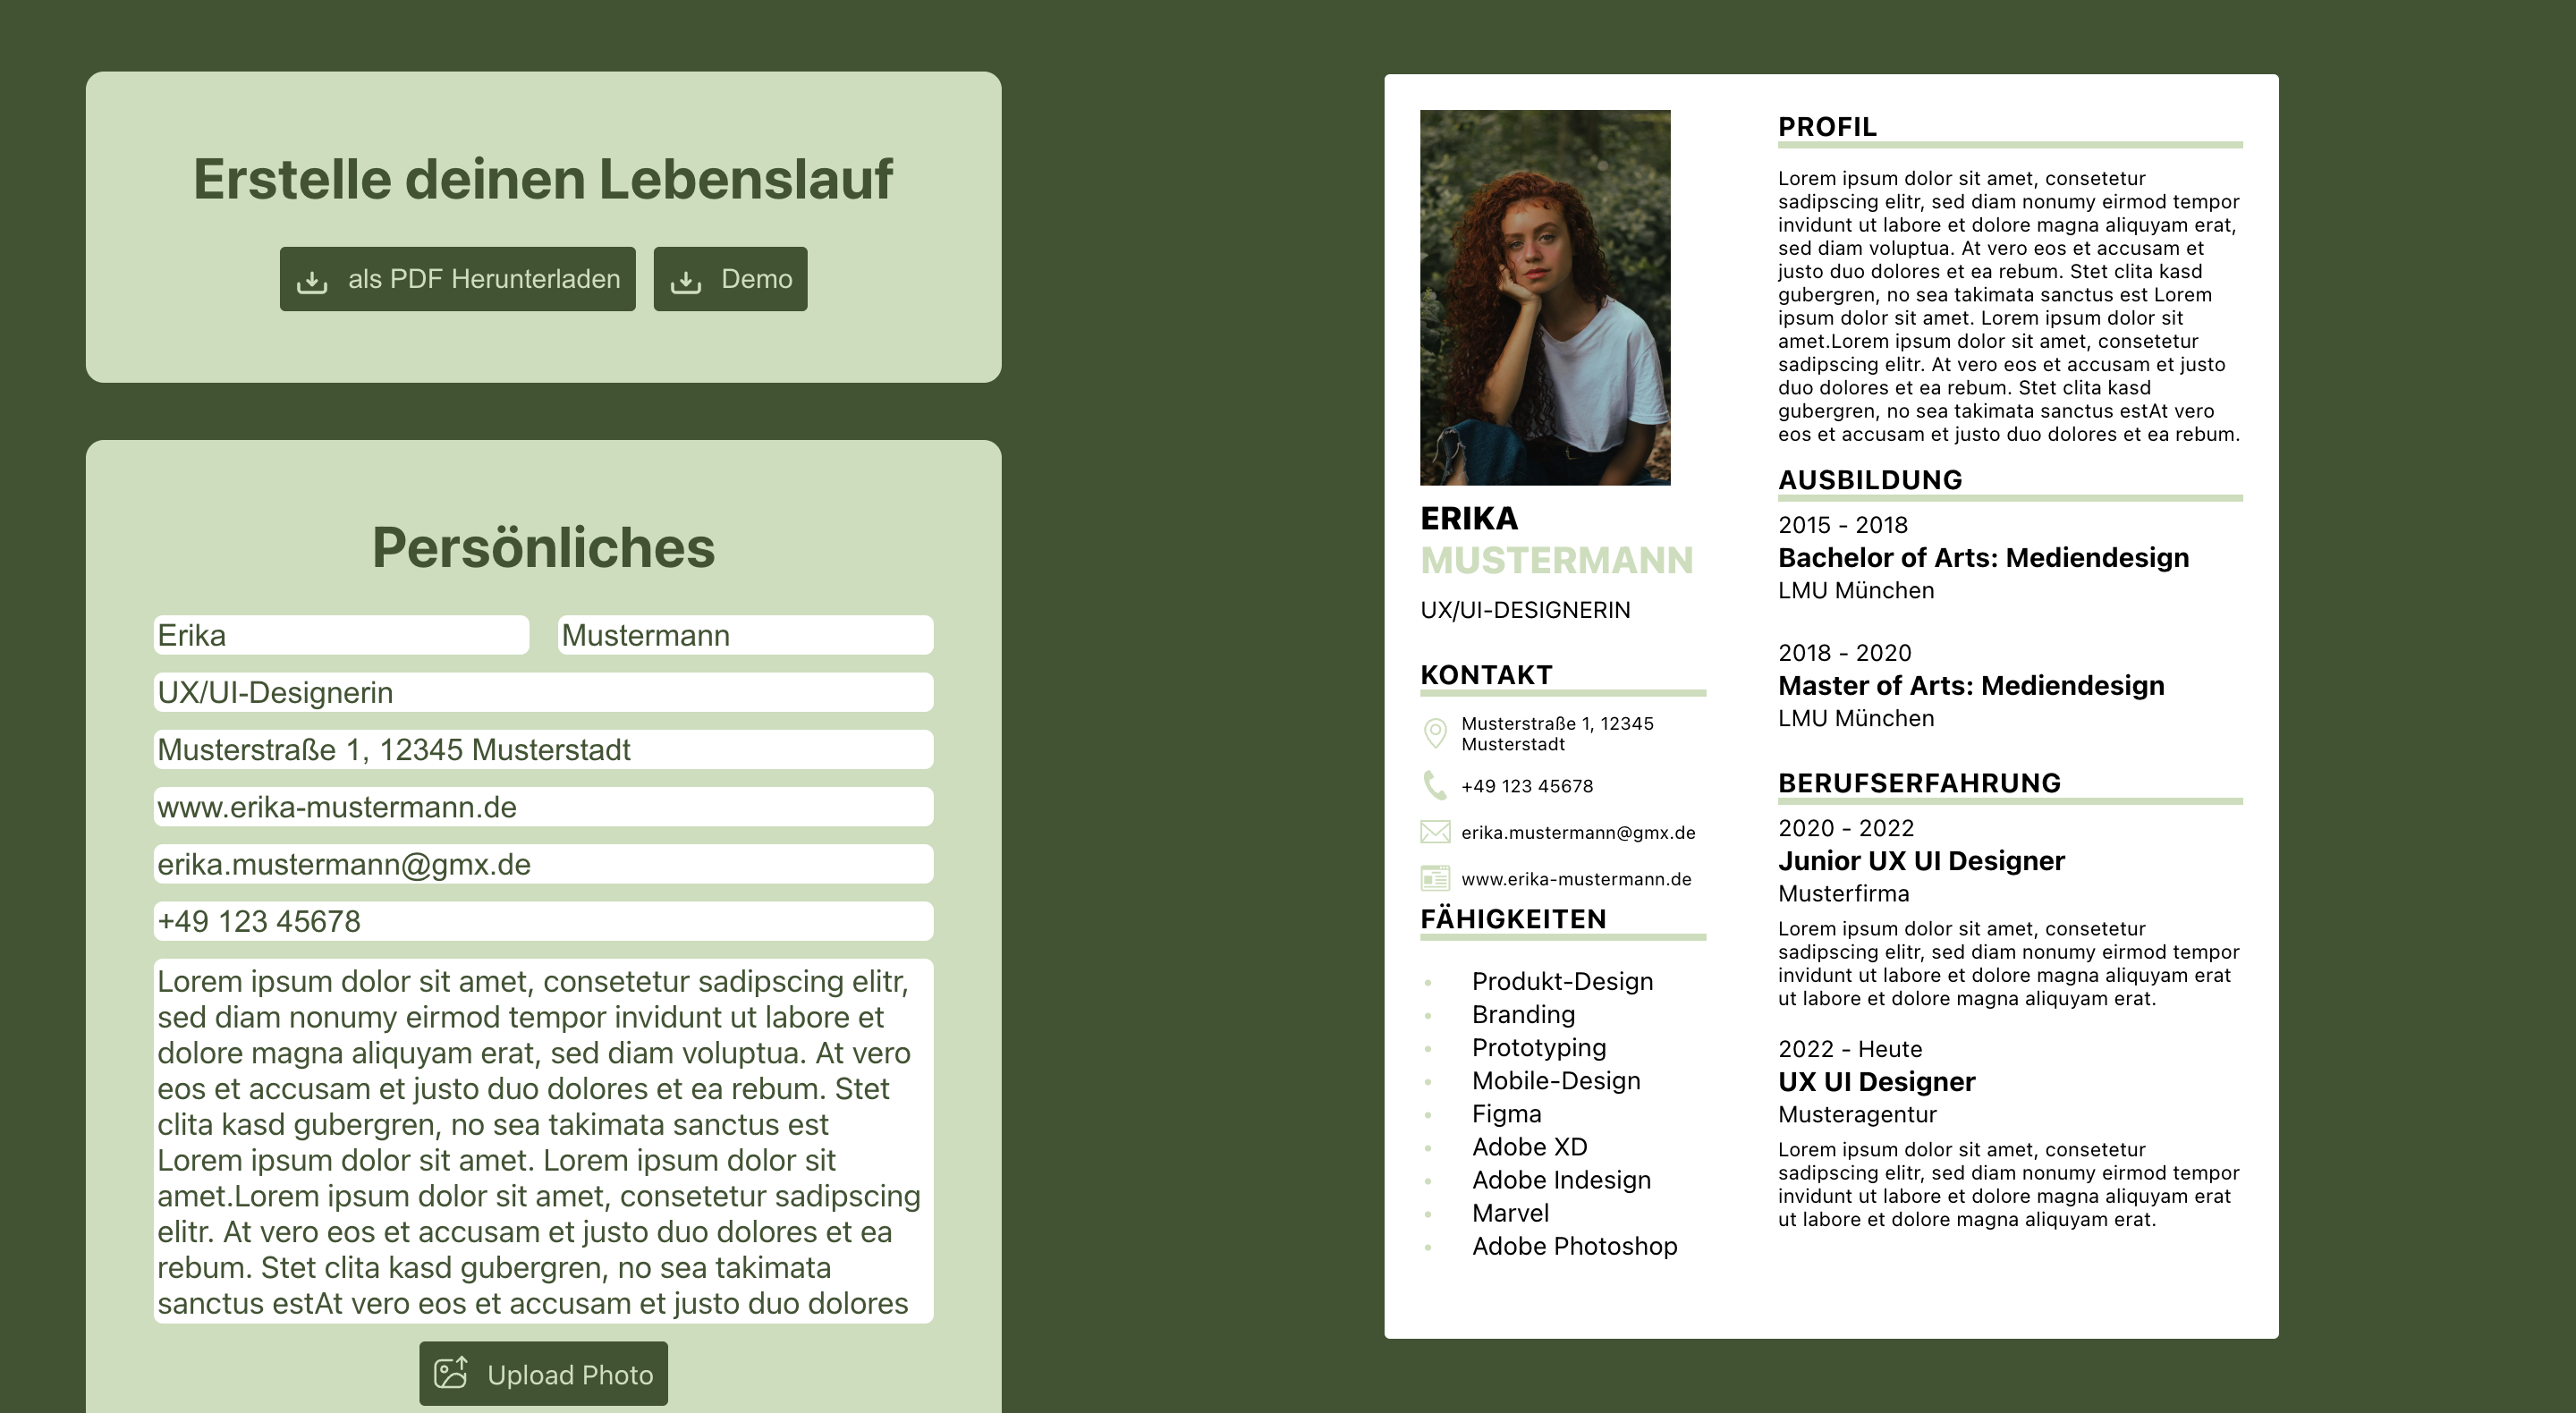 Erstelle deinen Lebenslauf
als PDF Herunterladen
Demo
Persönliches
Erika
Mustermann
UX/UI-Designerin
Musterstraße 1, 12345 Musterstadt
www.erika-mustermann.de
erika.mustermann@gmx.de
+49 123 45678
Lorem ipsum dolor sit amet, consetetur sadipscing elitr,
sed diam nonumy eirmod tempor invidunt ut labore et
dolore magna aliquyam erat, sed diam voluptua. At vero
eos et accusam et justo duo dolores et ea rebum. Stet
clita kasd gubergren, no sea takimata sanctus est
Lorem ipsum dolor sit amet. Lorem ipsum dolor sit
amet.Lorem ipsum dolor sit amet, consetetur sadipscing
elitr. At vero eos et accusam et justo duo dolores et ea
rebum. Stet clita kasd gubergren, no sea takimata
sanctus estAt vero eos et accusam et justo duo dolores
Upload Photo
ERIKA
MUSTERMANN
UX/UI-DESIGNERIN
KONTAKT
Musterstraße 1, 12345
Musterstadt
+49 123 45678
erika.mustermann@gmx.de
www.erika-mustermann.de
FÄHIGKEITEN
• Produkt-Design
• Branding
• Prototyping
• Mobile-Design
• Figma
• Adobe XD
• Adobe Indesign
• Marvel
• Adobe Photoshop
PROFIL
Lorem ipsum dolor sit amet, consetetur
sadipscing elitr, sed diam nonumy eirmod tempor
invidunt ut labore et dolore magna aliquyam erat,
sed diam voluptua. At vero eos et accusam et
justo duo dolores et ea rebum. Stet clita kasd
gubergren, no sea takimata sanctus est Lorem
ipsum dolor sit amet. Lorem ipsum dolor sit
amet.Lorem ipsum dolor sit amet, consetetur
sadipscing elitr. At vero eos et accusam et justo
duo dolores et ea rebum. Stet clita kasd
gubergren, no sea takimata sanctus estAt vero
eos et accusam et justo duo dolores et ea rebum.
AUSBILDUNG
2015 - 2018
Bachelor of Arts: Mediendesign
LMU München
2018 - 2020
Master of Arts: Mediendesign
LMU München
BERUFSERFAHRUNG
2020 - 2022
Junior UX UI Designer
Musterfirma
Lorem ipsum dolor sit amet, consetetur
sadipscing elitr, sed diam nonumy eirmod tempor
invidunt ut labore et dolore magna aliquyam erat
ut labore et dolore magna aliquyam erat.
2022 - Heute
UX UI Designer
Musteragentur
Lorem ipsum dolor sit amet, consetetur
sadipscing elitr, sed diam nonumy eirmod tempor
invidunt ut labore et dolore magna aliquyam erat
ut labore et dolore magna aliquyam erat.